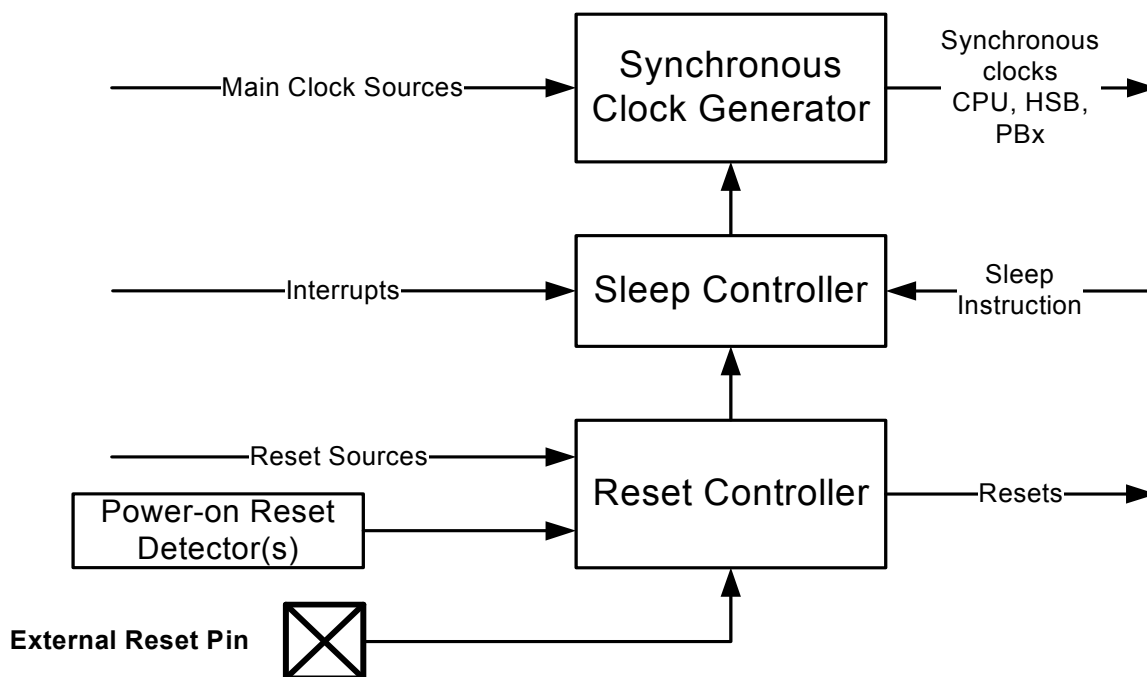 Main Clock Sources
Synchronous
Clock Generator
Synchronous
clocks
CPU, HSB,
PBx
Interrupts
Sleep Controller
Sleep
Instruction
Reset Sources
Power-on Reset
Detector(s)
Reset Controller
Resets
External Reset Pin